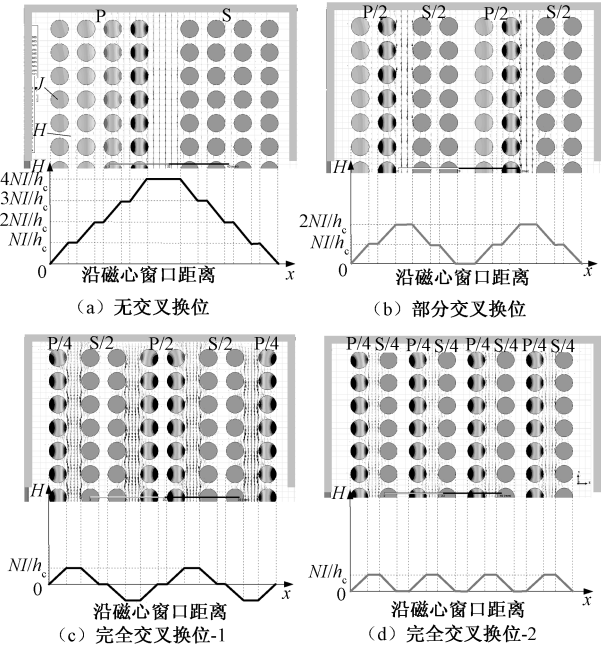 P S
J
H
H
4NI/hc
3NI/hc
2NI/hc
NI/hc
0 x
沿磁心窗口距离
(a) 无交叉换位
P/2 S/2 P/2 S/2
H
2NI/hc
NI/hc
0 x
沿磁心窗口距离
(b) 部分交叉换位
P/4 S/2 P/2 S/2 P/4
H
NI/hc
0 x
沿磁心窗口距离
(c) 完全交叉换位-1
P/4 S/4 P/4 S/4 P/4 S/4 P/4 S/4
H
NI/hc
0 x
沿磁心窗口距离
(d) 完全交叉换位-2